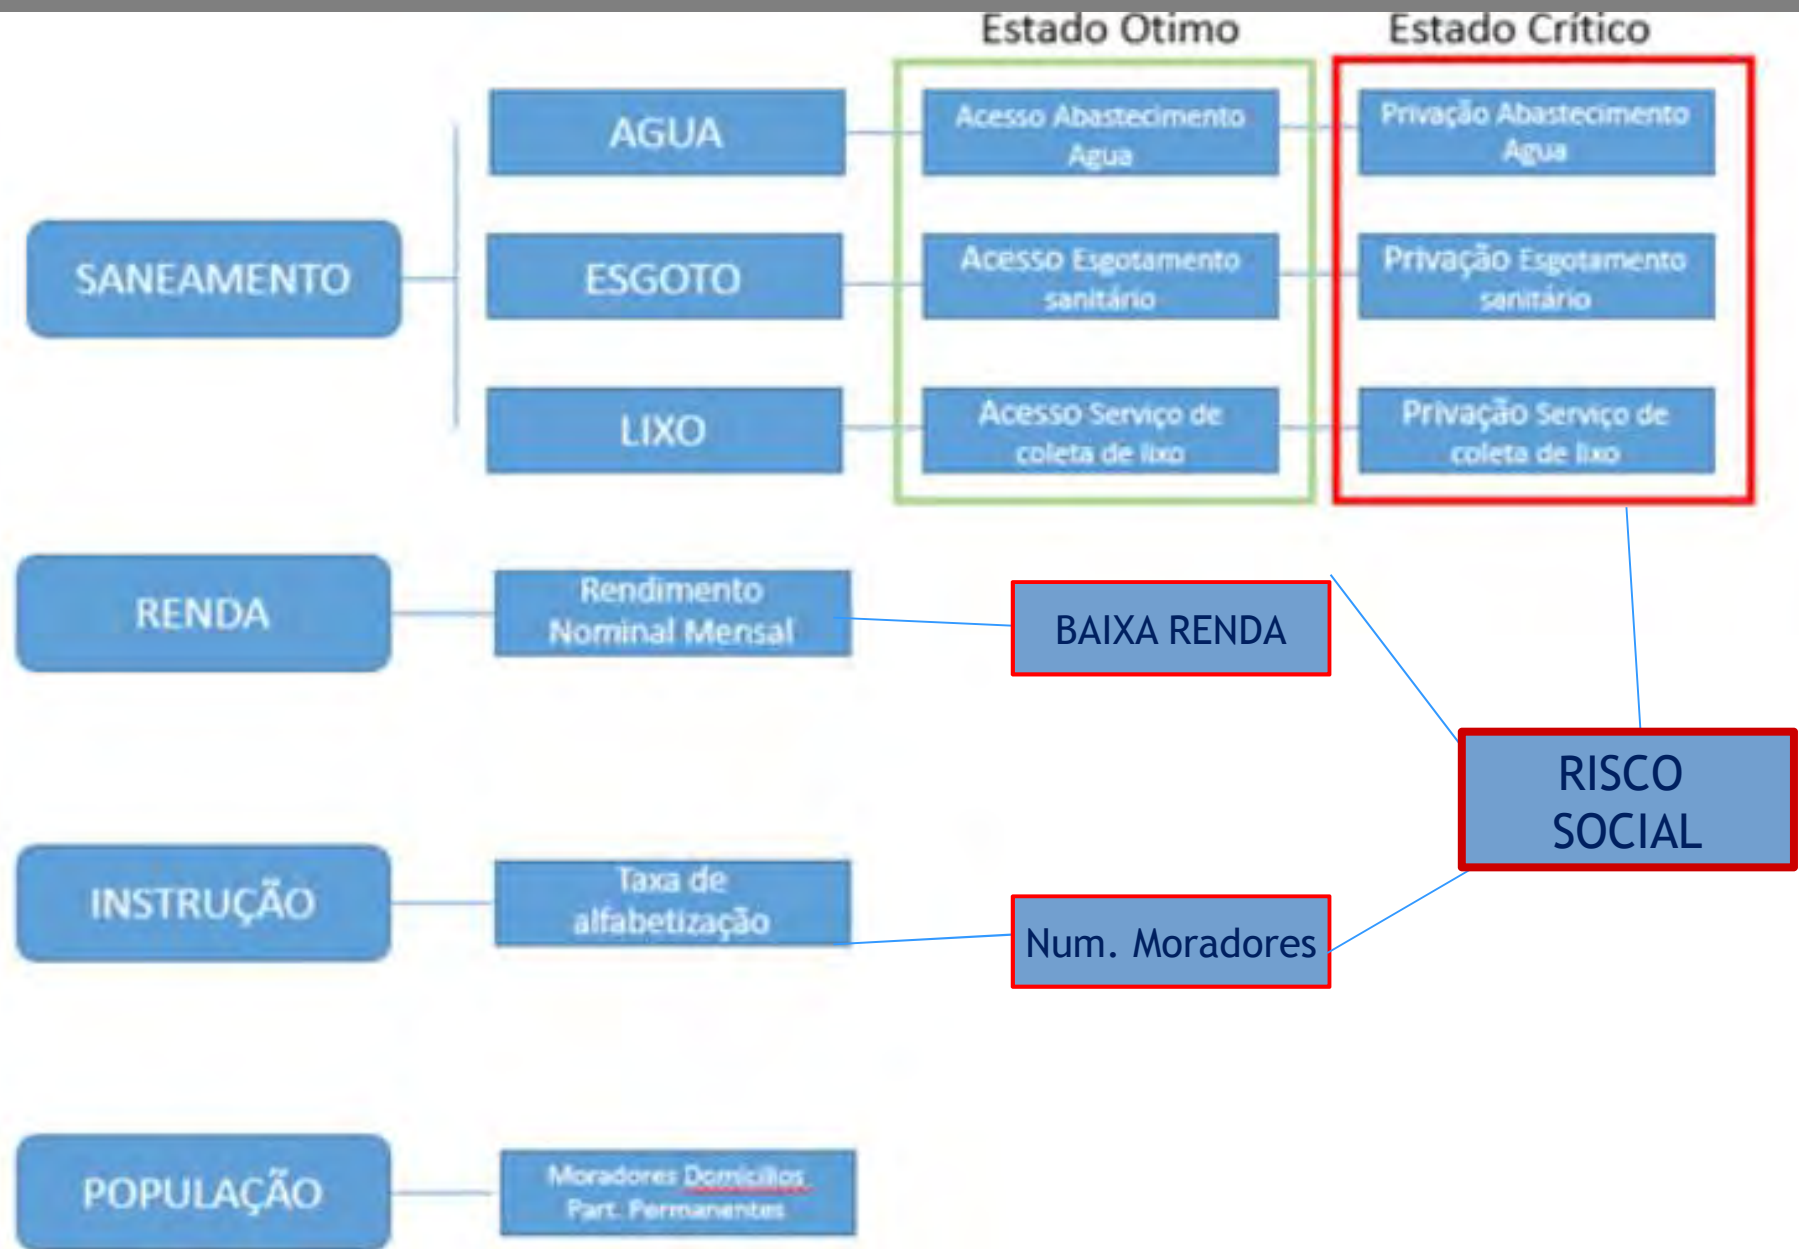 Estado Otimo
Estado Crítico
AGUA
Acesso Abastecimento
Agua
Privação Abastecimento
Agua
SANEAMENTO
ESGOTO
Acesso Esgotamento
sanitário
Privação Esgotamento
sanitário
LIXO
Acesso Serviço de
coleta de lixo
Privação Serviço de
coleta de lixo
RENDA
Rendimento
Nominal Mensal
BAIXA RENDA
RISCO
SOCIAL
INSTRUÇÃO
Taxa de
alfabetização
Num. Moradores
POPULAÇÃO
Moradores Domicilios
Part. Permanentes